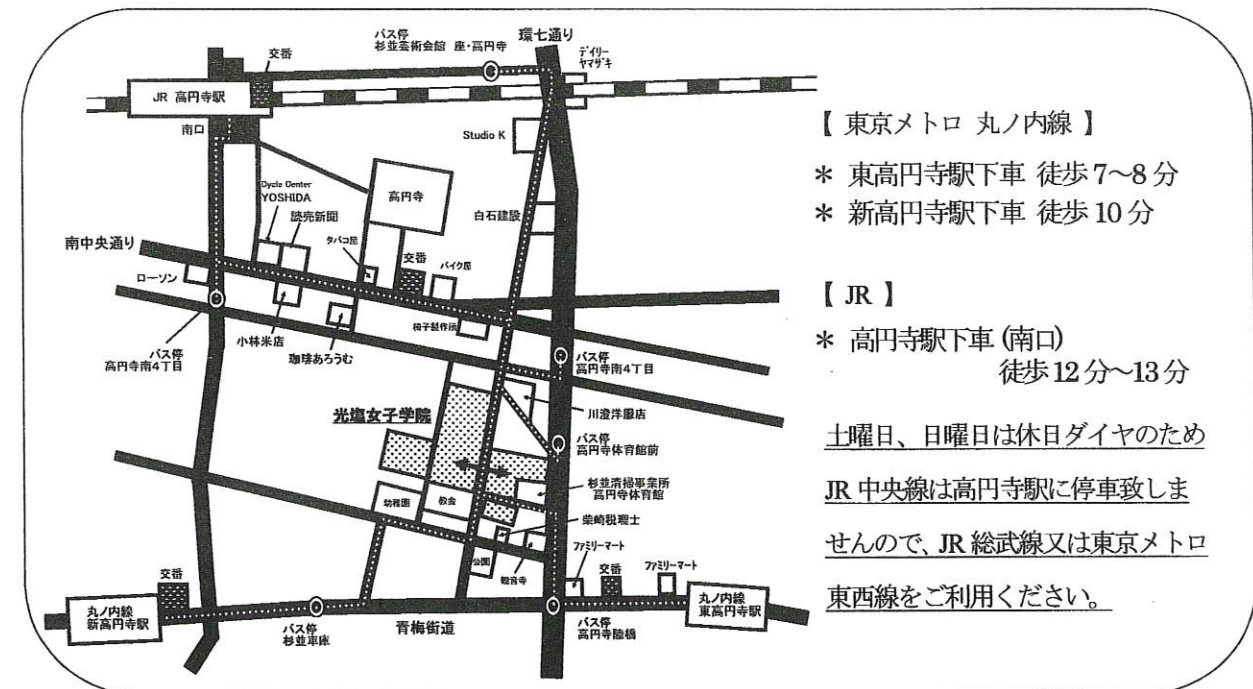 環七通り
バス停
杉並芸術会館 座・高円寺
交番
デイリー
ヤマザキ
JR 高円寺駅
南口
Studio K
Cycle Center
YOSHIDA
読売新聞
高円寺
白石建設
南中央通り
タバコ屋
交番
バイク屋
ローソン
椅子製作所
小林米店
珈琲あろうむ
バス停
高円寺南4丁目
バス停
高円寺南4丁目
光塩女子学院
川澄洋服店
バス停
高円寺体育館前
杉並清掃事業所
高円寺体育館
幼稚園
教会
柴崎税理士
ファミリーマート
公園
観音寺
交番
交番
ファミリーマート
丸ノ内線
新高円寺駅
丸ノ内線
東高円寺駅
バス停
杉並車庫
青梅街道
バス停
高円寺陸橋
【 東京メトロ 丸ノ内線 】
＊ 東高円寺駅下車 徒歩 7～8 分
＊ 新高円寺駅下車 徒歩 10 分
【 JR 】
＊ 高円寺駅下車 (南口)
徒歩 12 分～13 分
土曜日、日曜日は休日ダイヤのため
JR 中央線は高円寺駅に停車致しま
せんので、JR 総武線又は東京メトロ
東西線をご利用ください。